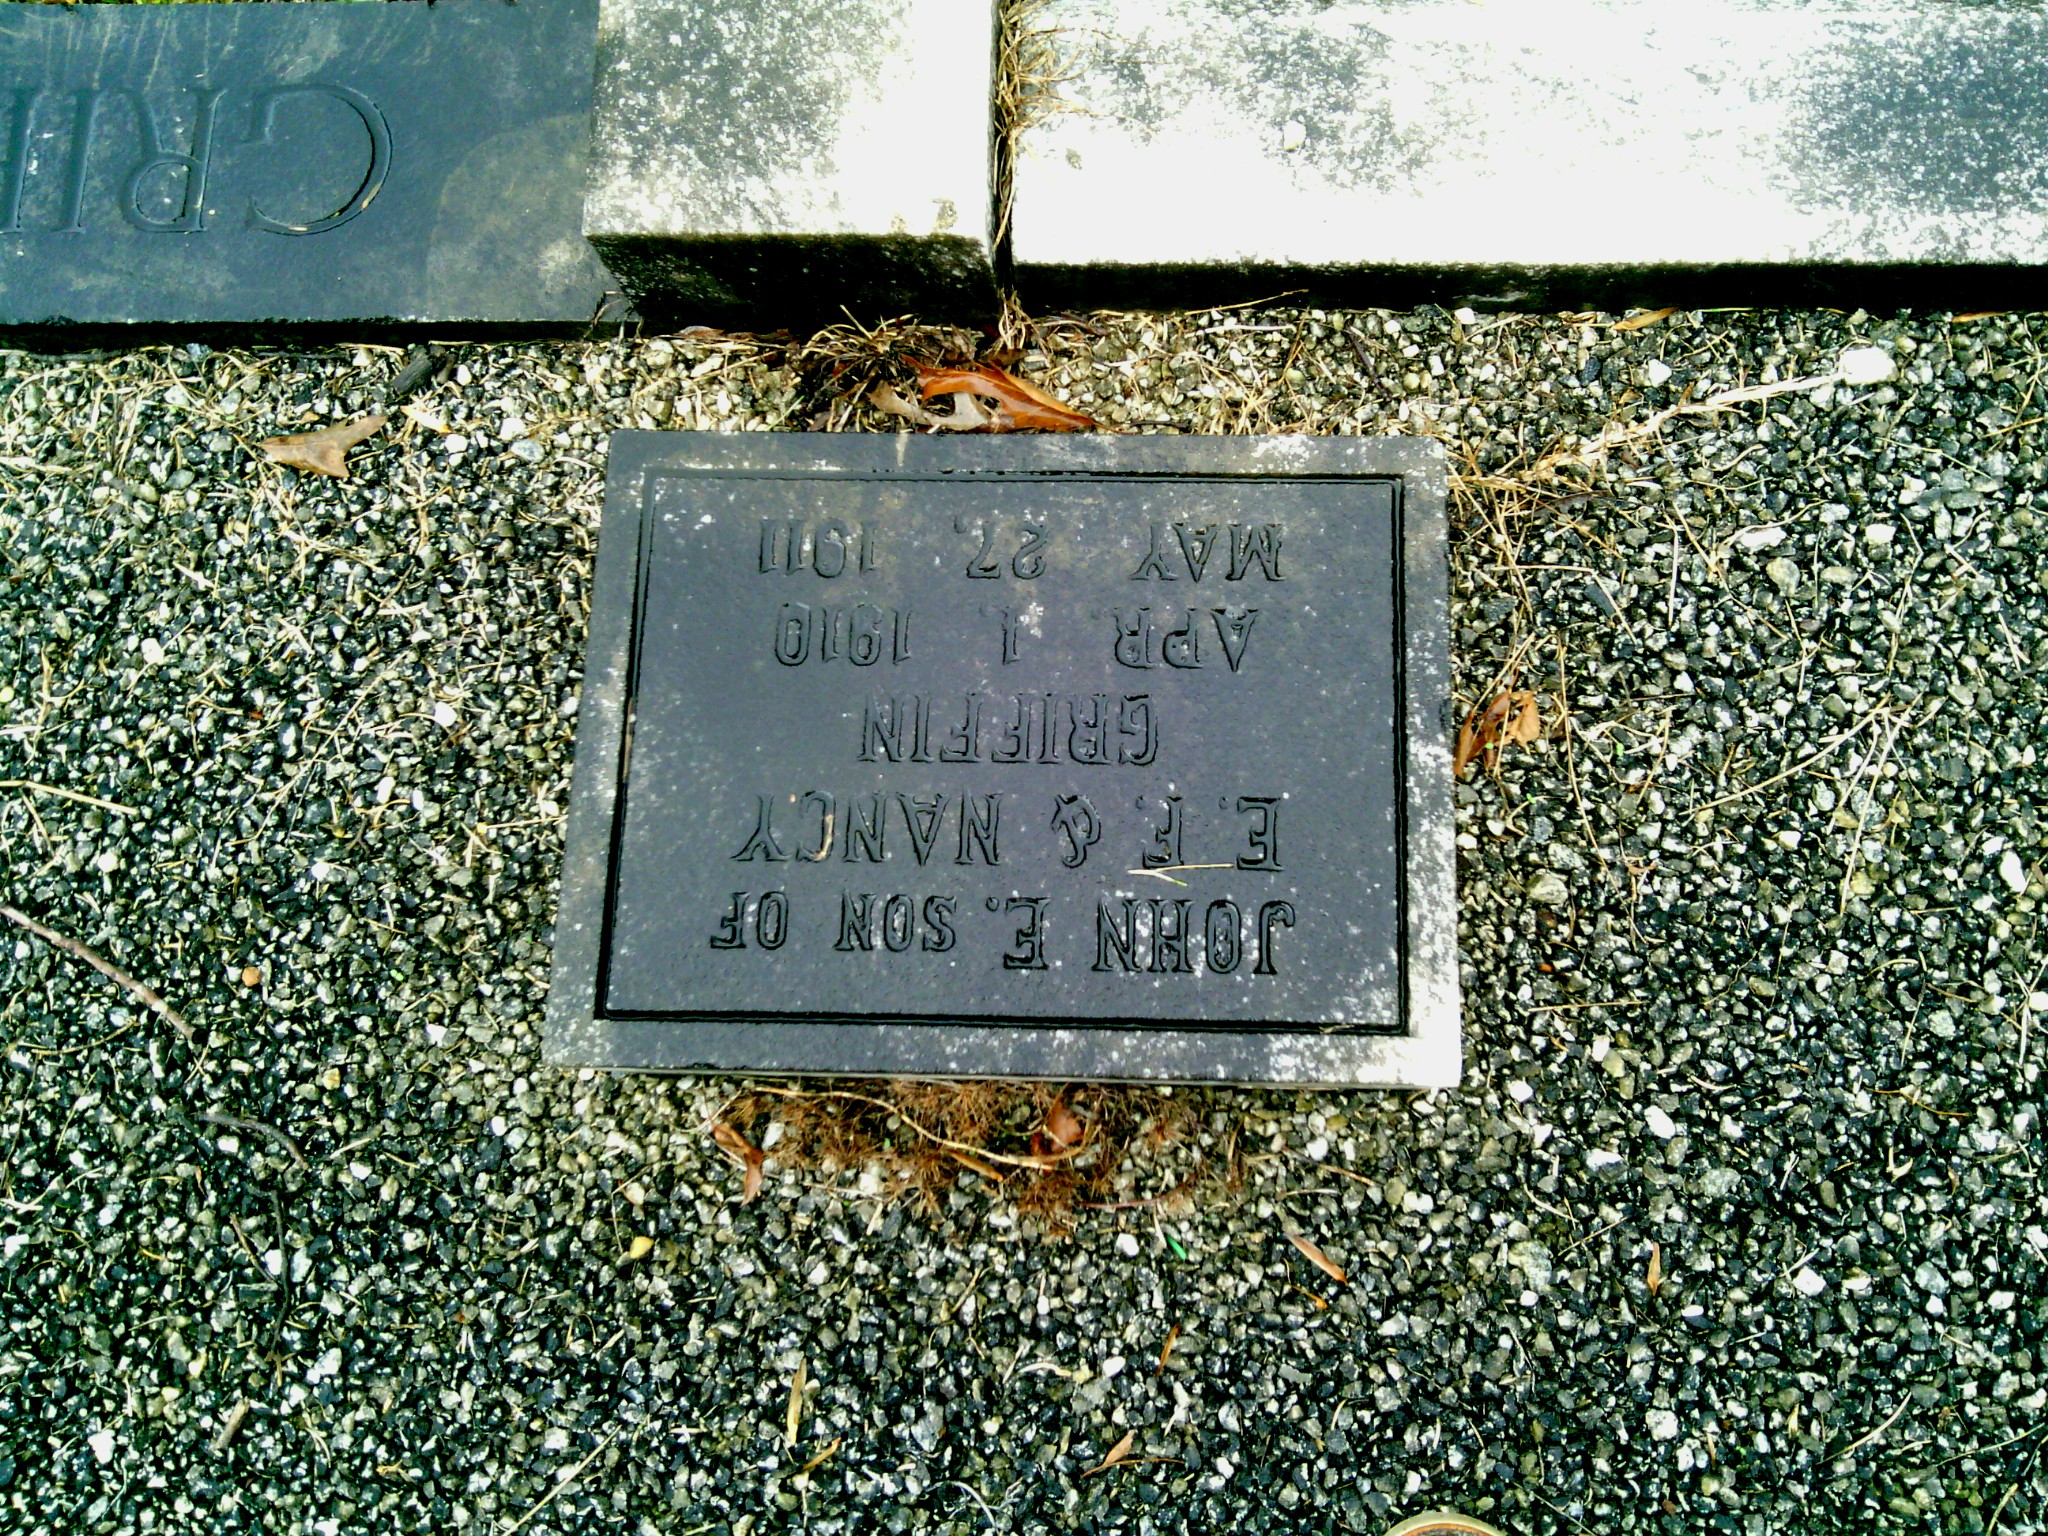 JOHN E. SON OF
E. F. & NANCY
GRIFFIN
APR. 1, 1910
MAY 27, 1911